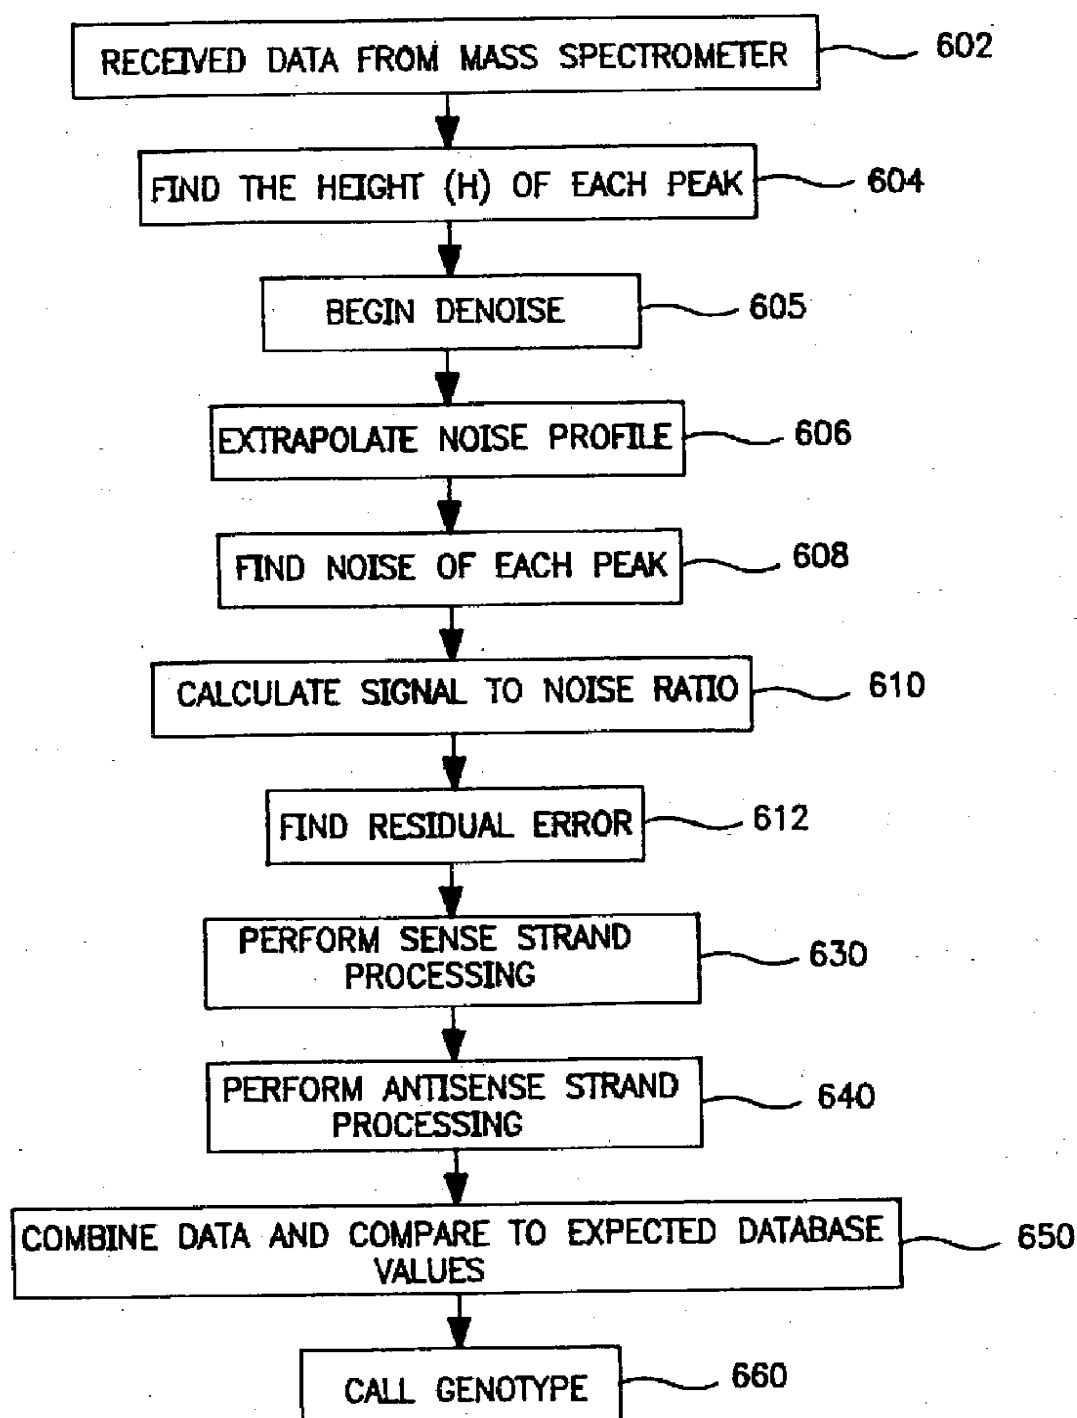 RECEIVED DATA FROM MASS SPECTROMETER 602
FIND THE HEIGHT (H) OF EACH PEAK 604
BEGIN DENOISE 605
EXTRAPOLATE NOISE PROFILE 606
FIND NOISE OF EACH PEAK 608
CALCULATE SIGNAL TO NOISE RATIO 610
FIND RESIDUAL ERROR 612
PERFORM SENSE STRAND
PROCESSING 630
PERFORM ANTISENSE STRAND
PROCESSING 640
COMBINE DATA AND COMPARE TO EXPECTED DATABASE
VALUES 650
CALL GENOTYPE 660